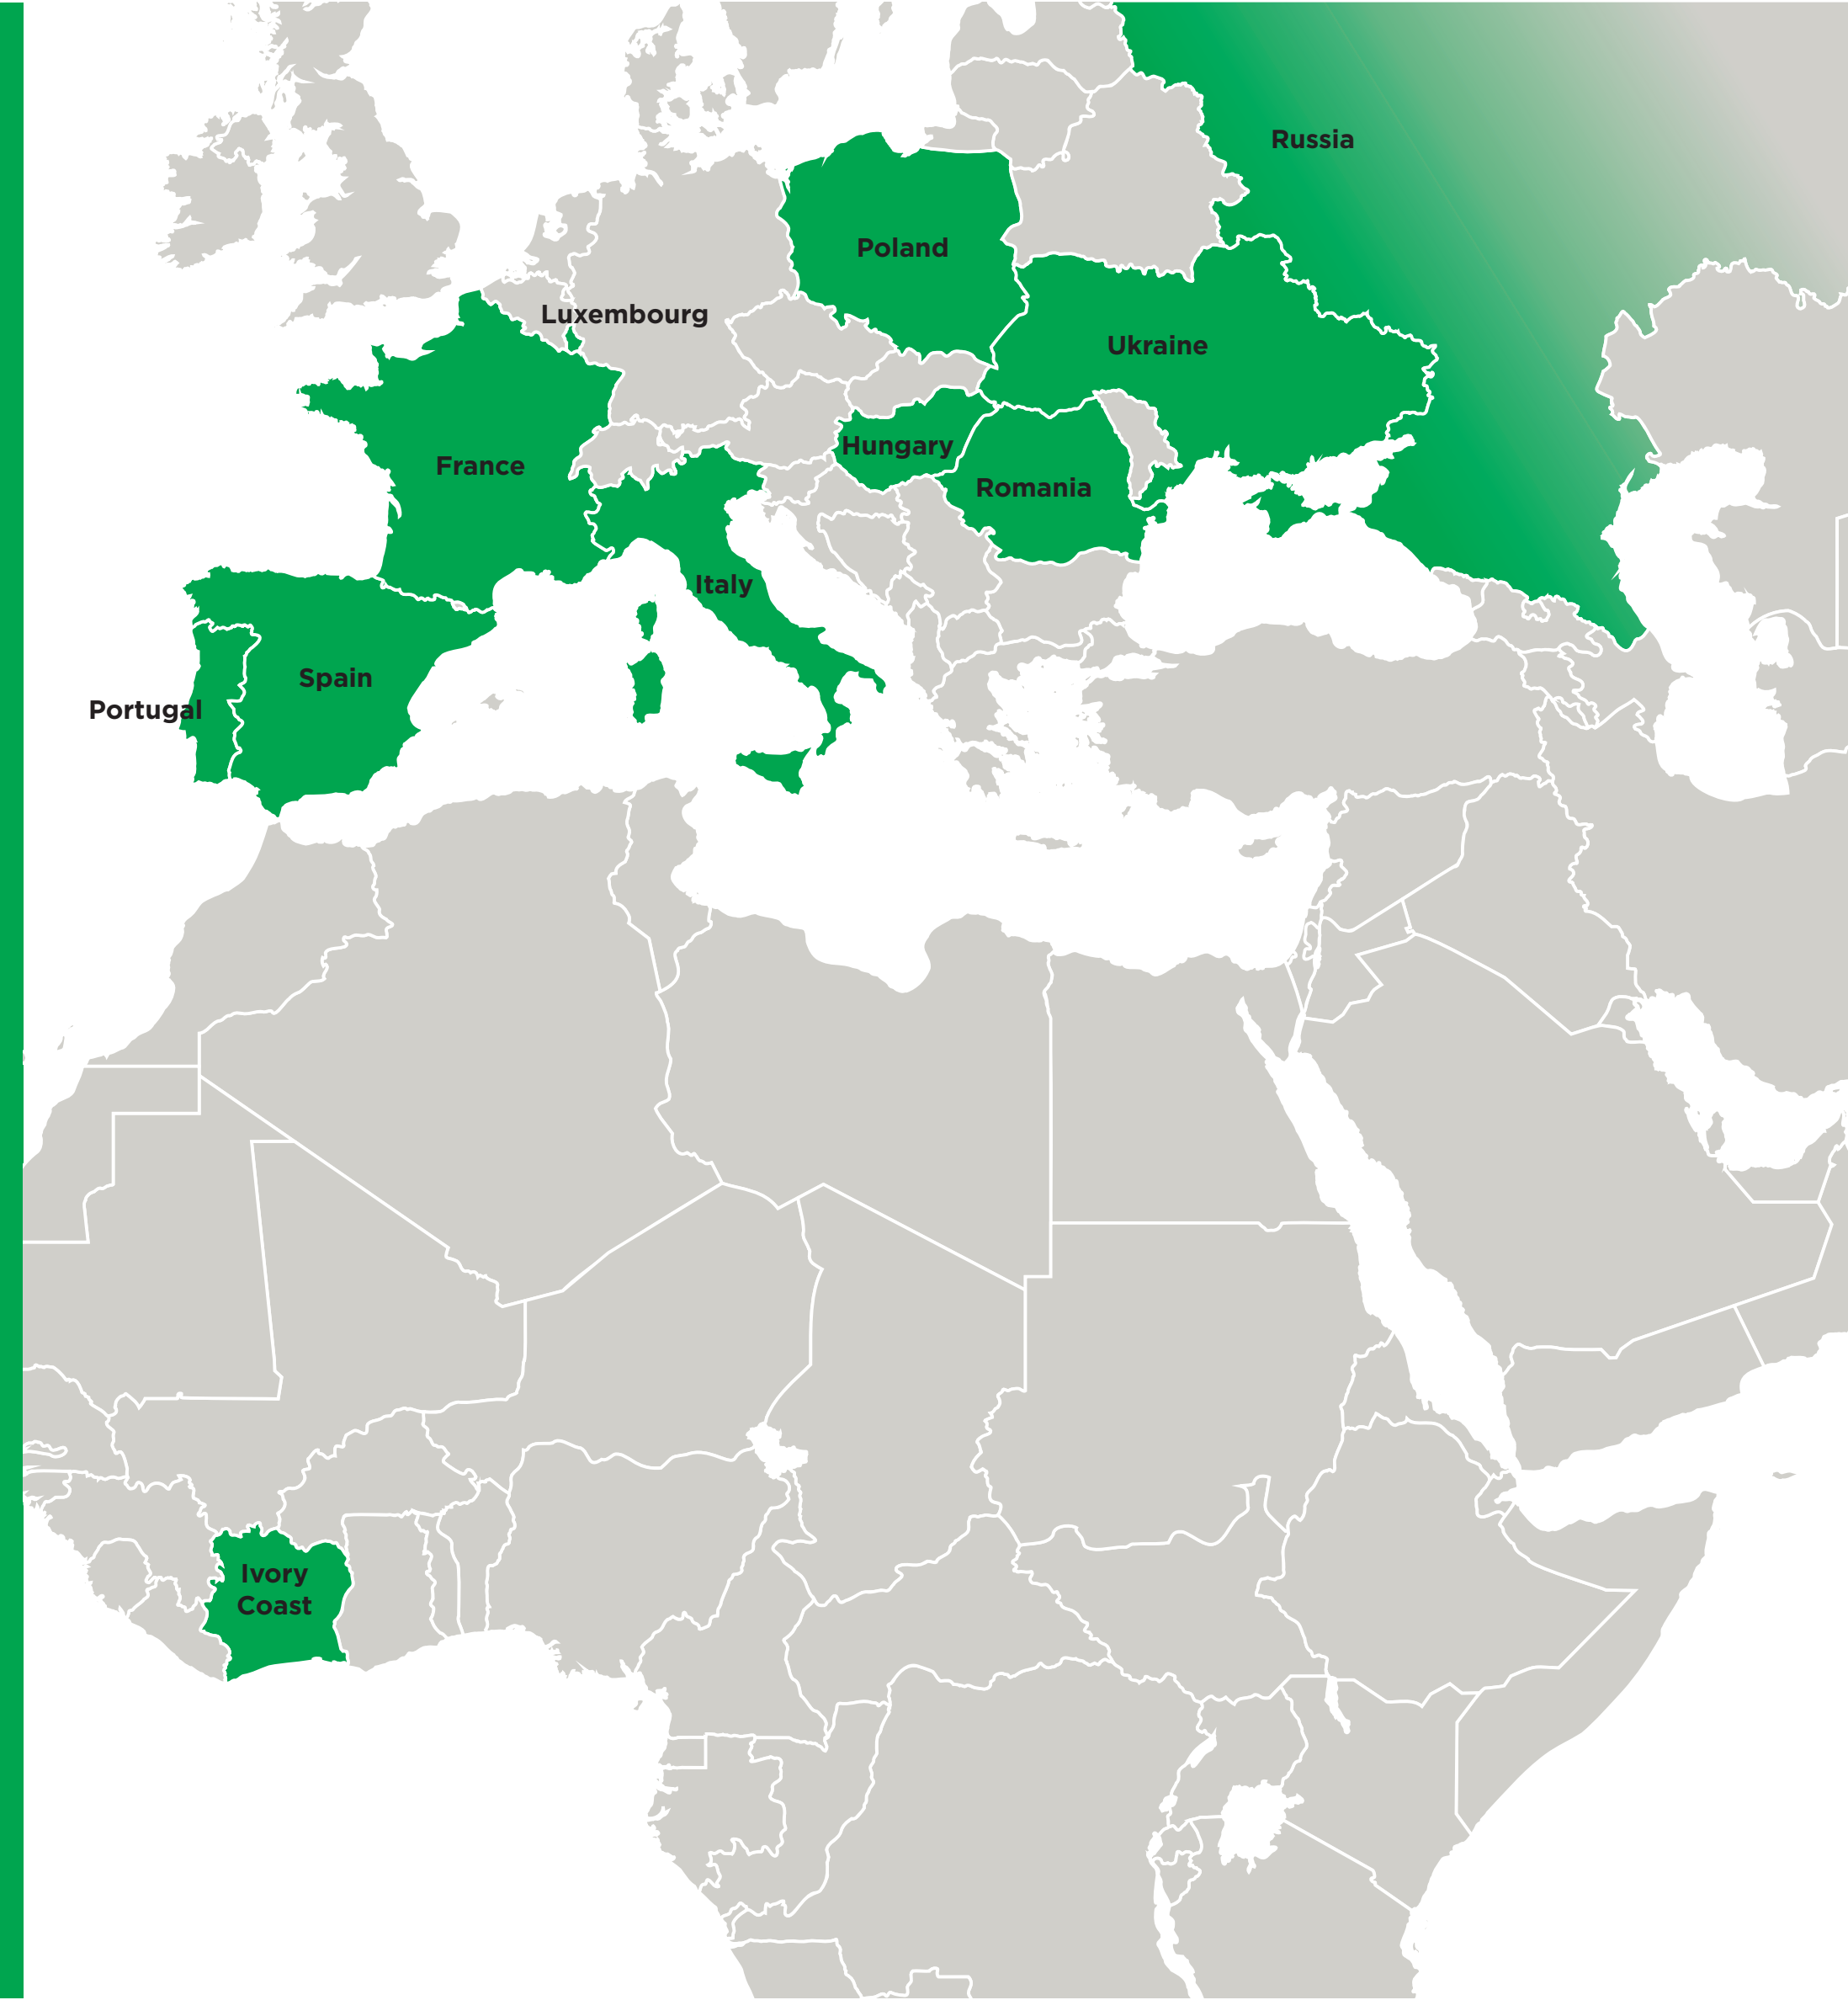 Russia
Poland
Luxembourg
Ukraine
Hungary
France
Romania
Italy
Spain
Portugal
Ivory
Coast